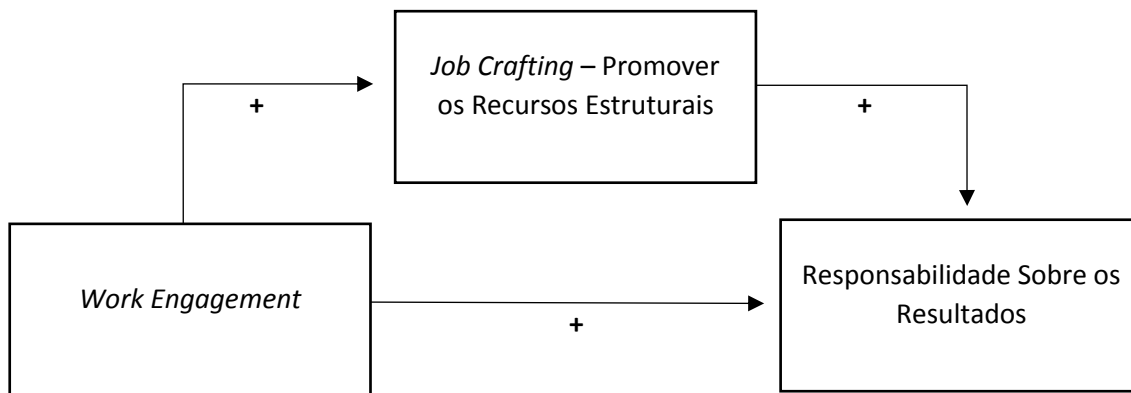 Job Crafting – Promover
os Recursos Estruturais
+
+
Work Engagement
Responsabilidade Sobre os
Resultados
+